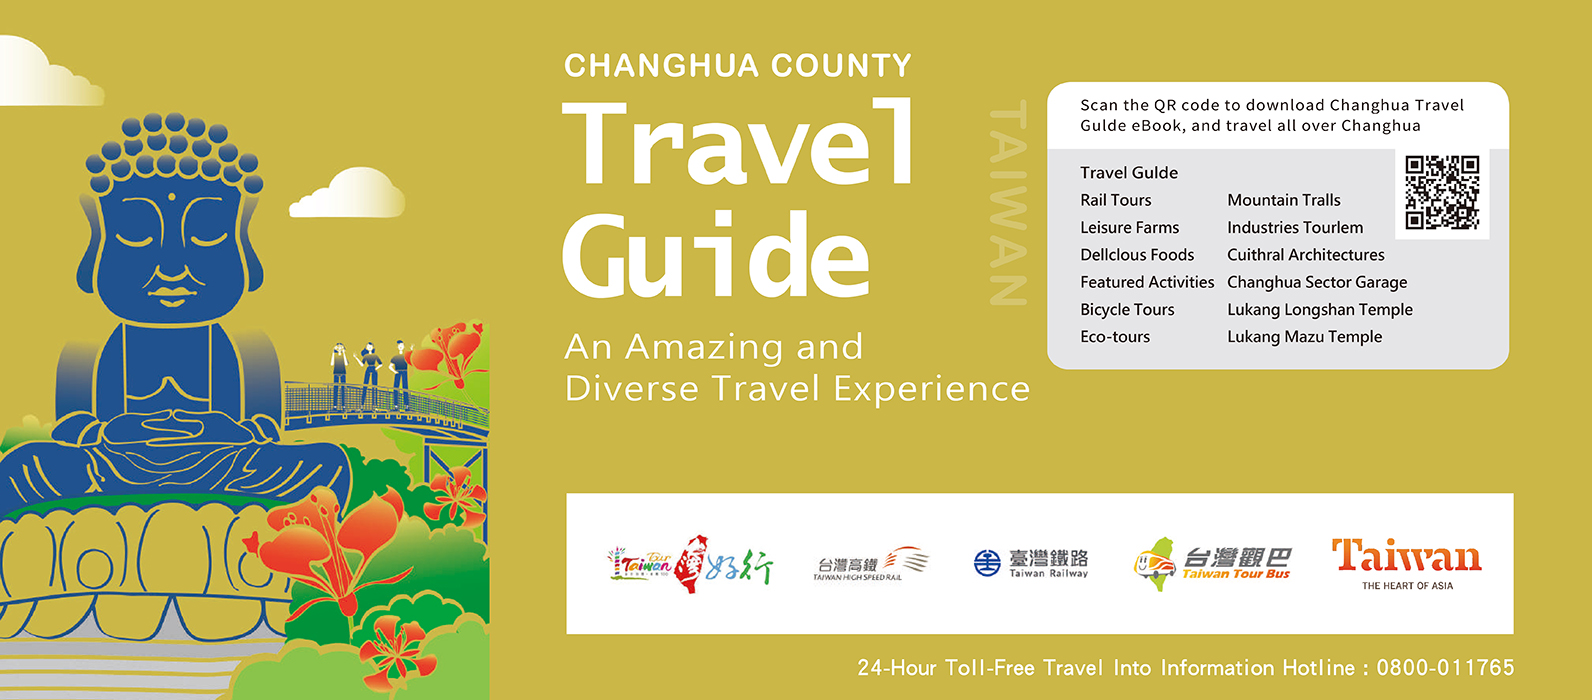 CHANGHUA COUNTY
Travel
Guide
An Amazing and
Diverse Travel Experience
TAIWAN
Scan the QR code to download Changhua Travel
Gulde eBook, and travel all over Changhua
Travel Gulde
Rail Tours
Mountain Tralls
Leisure Farms
Industries Tourlem
Dellclous Foods
Cuithral Architectures
Featured Activities
Changhua Sector Garage
Bicycle Tours
Lukang Longshan Temple
Eco-tours
Lukang Mazu Temple
Tour
Taiwan
好行
台灣高鐵
TAIWAN HIGH SPEED RAIL
臺灣鐵路
Taiwan Railway
台灣觀巴
Taiwan Tour Bus
Taiwan
THE HEART OF ASIA
24-Hour Toll-Free Travel Into Information Hotline : 0800-011765